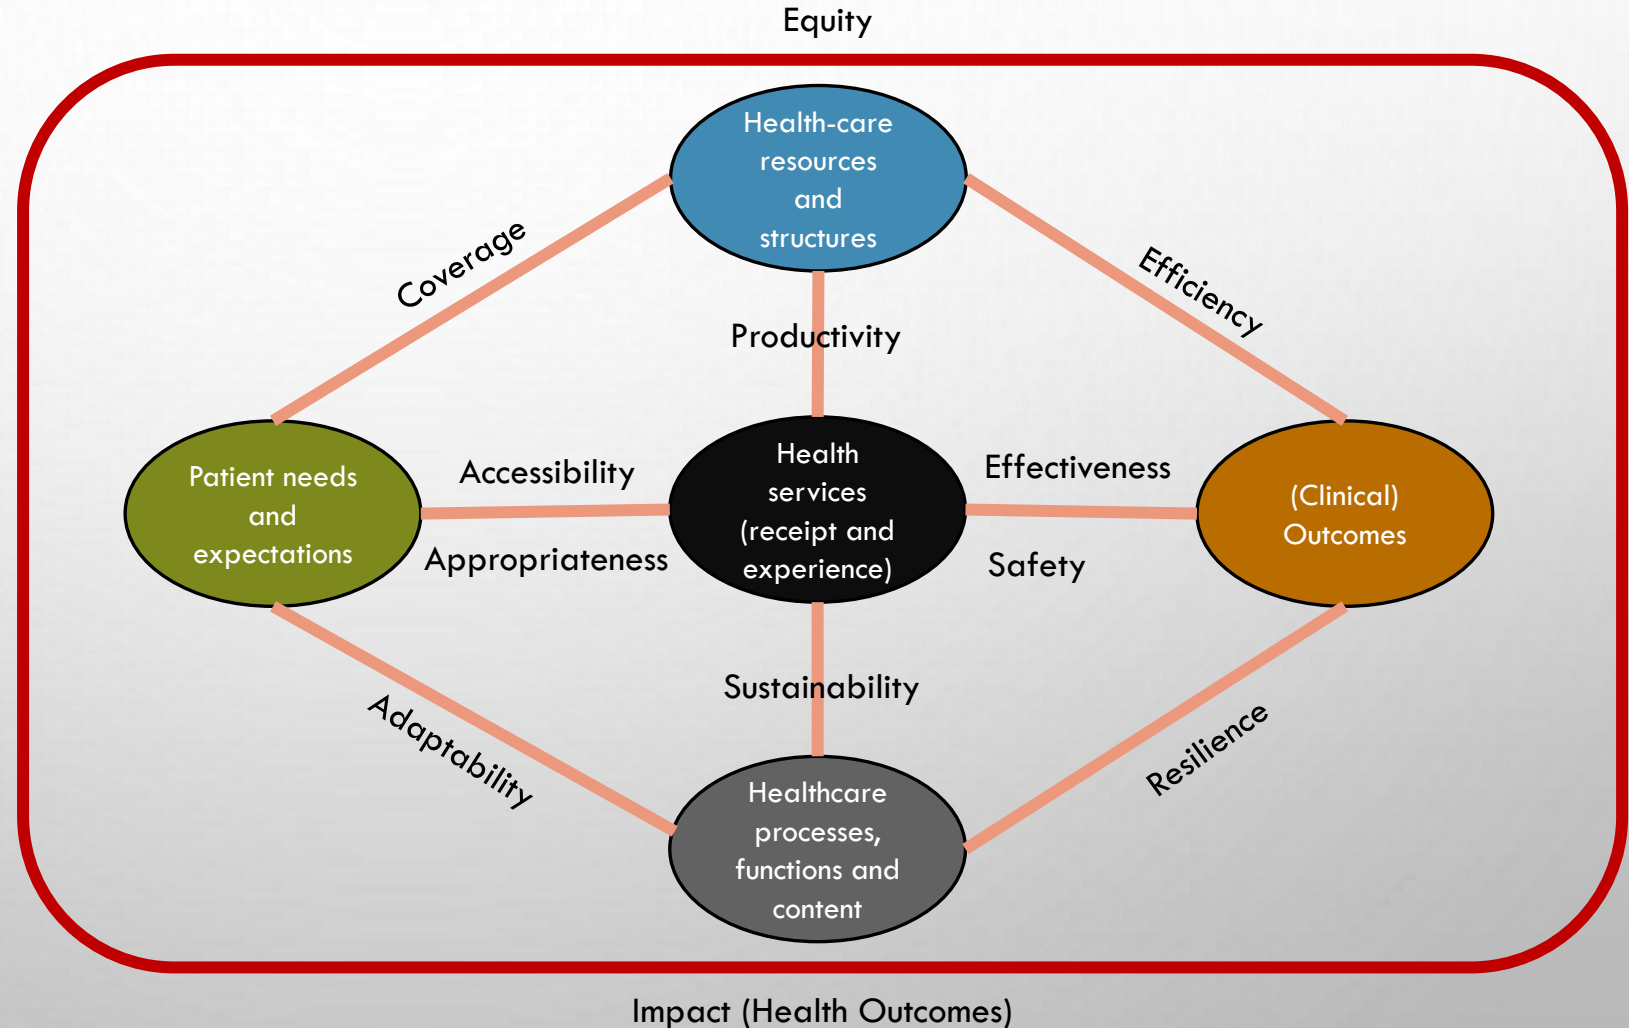 Equity
Health-care
resources
and
structures
Coverage
Efficiency
Productivity
Patient needs
and
expectations
Accessibility
Appropriateness
Health
services
(receipt and
experience)
Effectiveness
Safety
(Clinical)
Outcomes
Sustainability
Adaptability
Resilience
Healthcare
processes,
functions and
content
Impact (Health Outcomes)